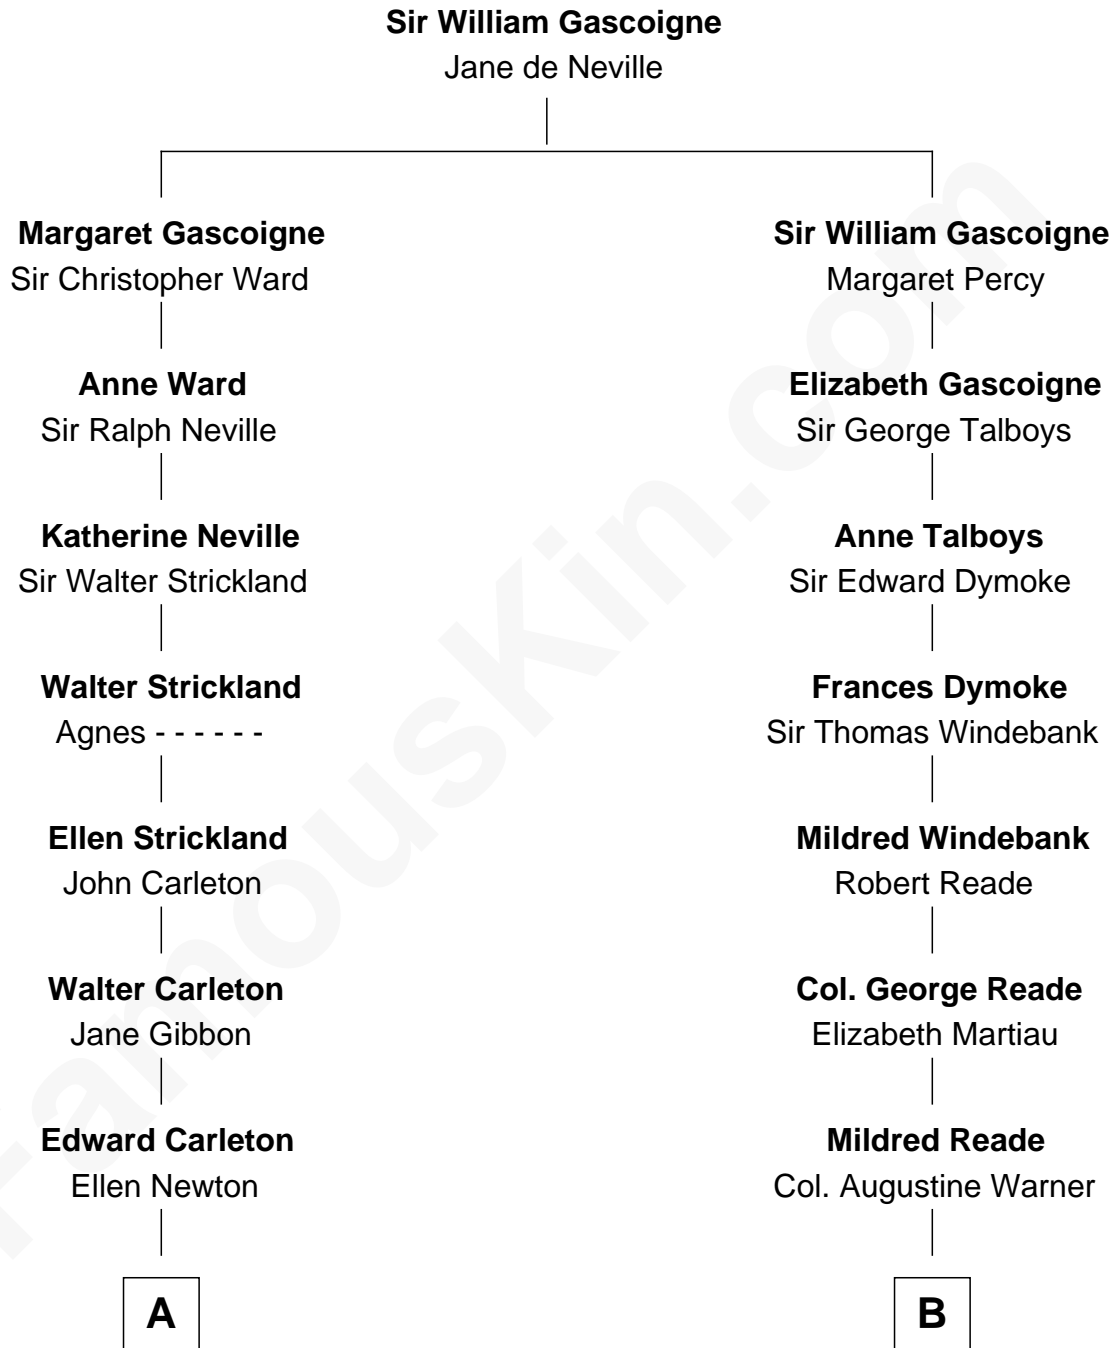 Sir William Gascoigne
Jane de Neville
Margaret Gascoigne
Sir Christopher Ward
Anne Ward
Sir Ralph Neville
Katherine Neville
Sir Walter Strickland
Walter Strickland
Agnes - - - - - -
Ellen Strickland
John Carleton
Walter Carleton
Jane Gibbon
Edward Carleton
Ellen Newton
A
Sir William Gascoigne
Margaret Percy
Elizabeth Gascoigne
Sir George Talboys
Anne Talboys
Sir Edward Dymoke
Frances Dymoke
Sir Thomas Windebank
Mildred Windebank
Robert Reade
Col. George Reade
Elizabeth Martiau
Mildred Reade
Col. Augustine Warner
B
FamousKin.com